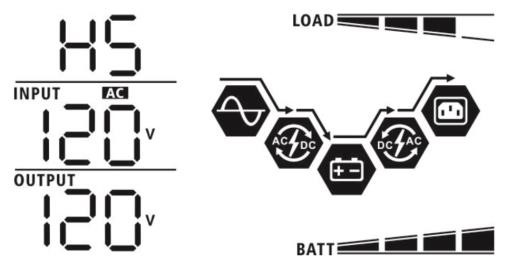 HS
LOAD
INPUT AC
120 V
AC DC
DC AC
OUTPUT
120 V
BATT